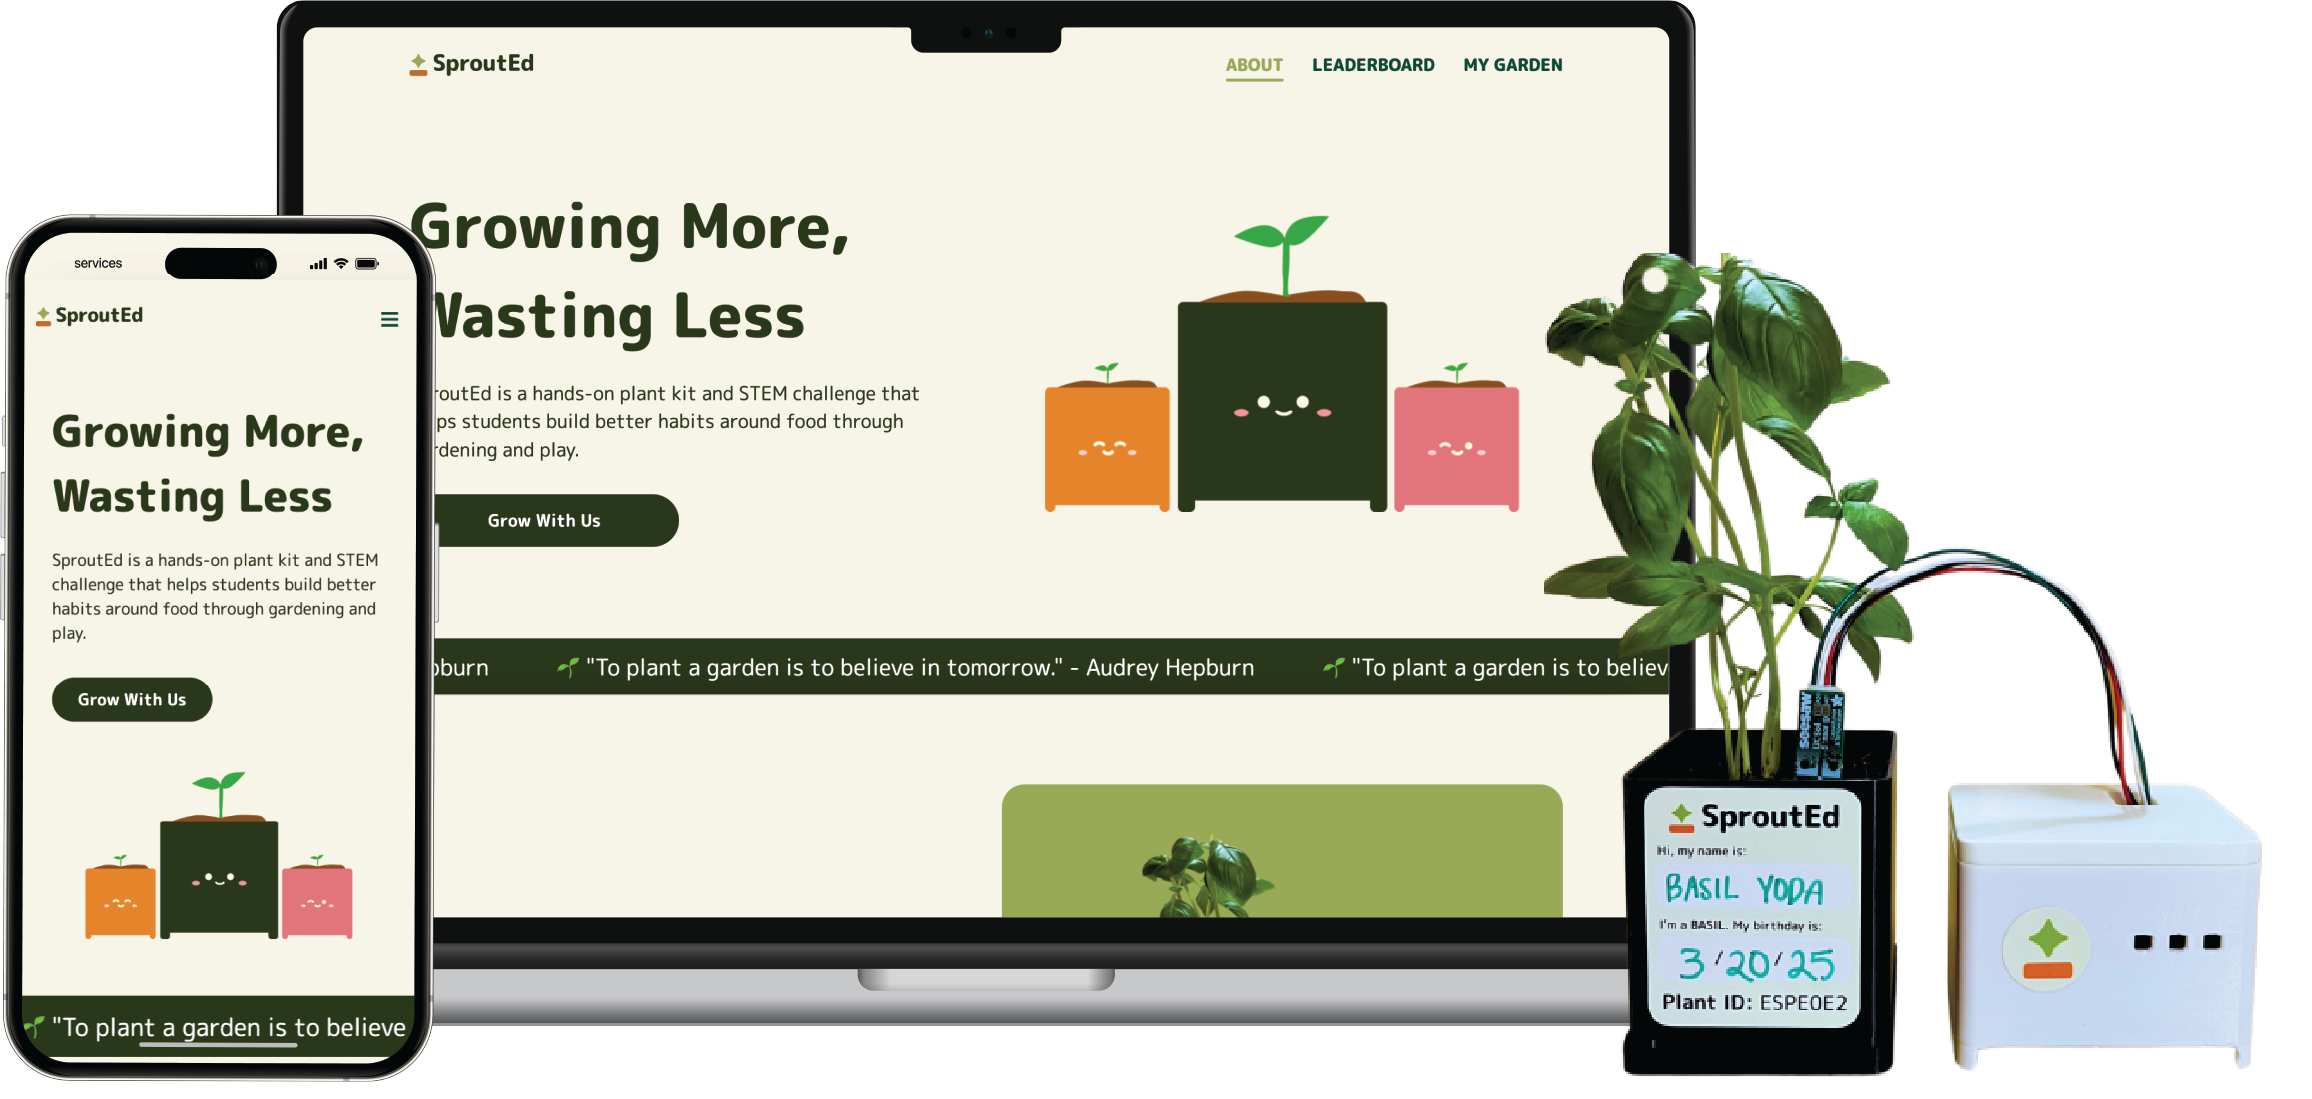 SproutEd
ABOUT
LEADERBOARD
MY GARDEN
Growing More,
Wasting Less
routEd is a hands-on plant kit and STEM challenge that
ps students build better habits around food through
rdening and play.
Grow With Us
burn
"To plant a garden is to believe in tomorrow." - Audrey Hepburn
"To plant a garden is to believ
services
SproutEd
Growing More,
Wasting Less
SproutEd is a hands-on plant kit and STEM
challenge that helps students build better
habits around food through gardening and
play.
Grow With Us
"To plant a garden is to believe
SproutEd
Hi, my name is:
BASIL YODA
I'm a BASIL. My birthday is:
3/20/25
Plant ID: ESPE0E2